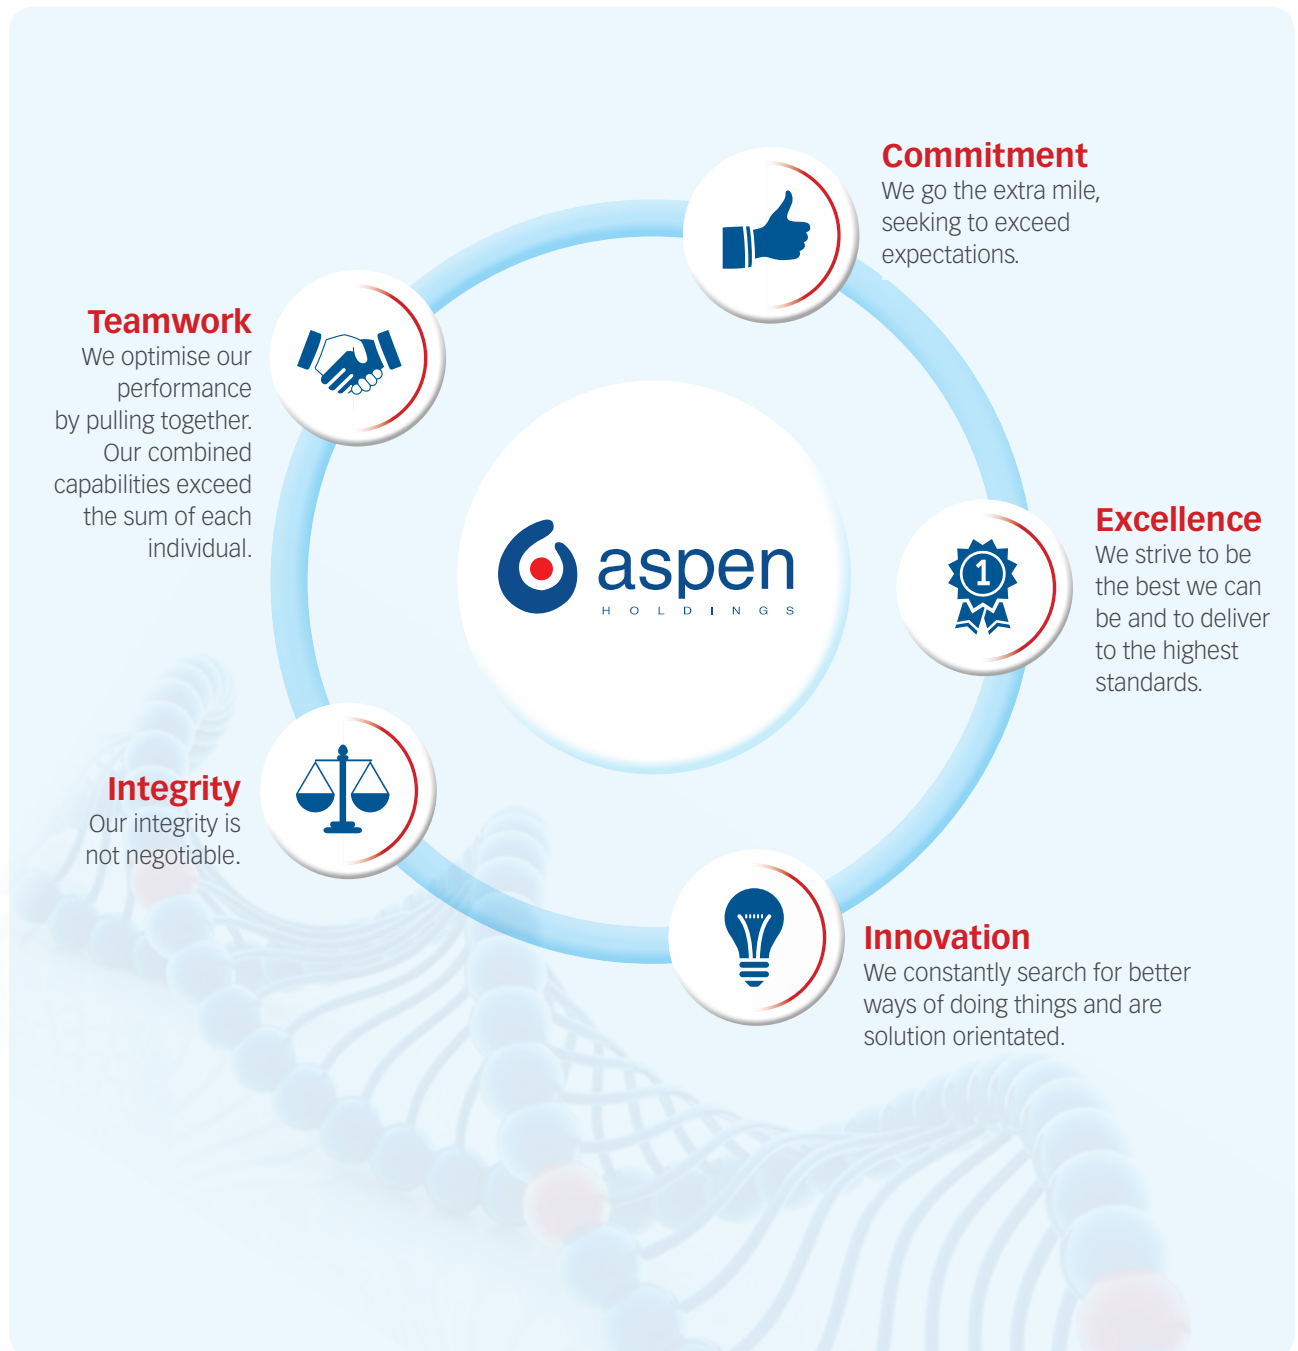 Commitment
We go the extra mile,
seeking to exceed
expectations.
Teamwork
We optimise our
performance
by pulling together.
Our combined
capabilities exceed
the sum of each
individual.
aspen
HOLDINGS
Excellence
We strive to be
the best we can
be and to deliver
to the highest
standards.
1
Integrity
Our integrity is
not negotiable.
Innovation
We constantly search for better
ways of doing things and are
solution orientated.